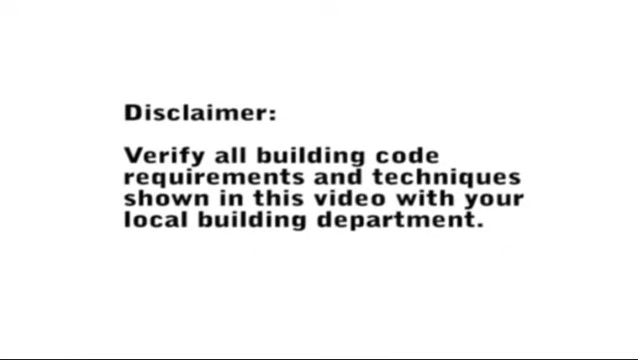 Disclaimer:
Verify all building code
requirements and techniques
shown in this video with your
local building department.